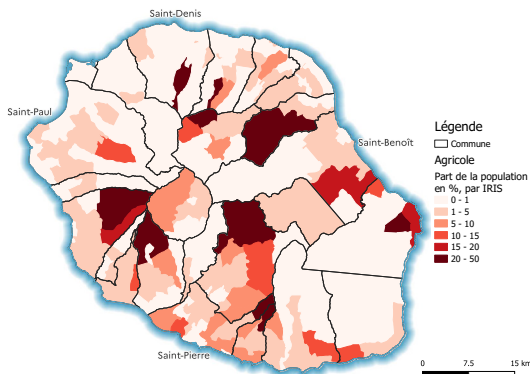 Saint-Denis
Saint-Paul
Saint-Benoît
Légende
Commune
Agricole
Part de la population
en %, par IRIS
0 - 1
1 - 5
5 - 10
10 - 15
15 - 20
20 - 50
Saint-Pierre
0 7.5 15 km